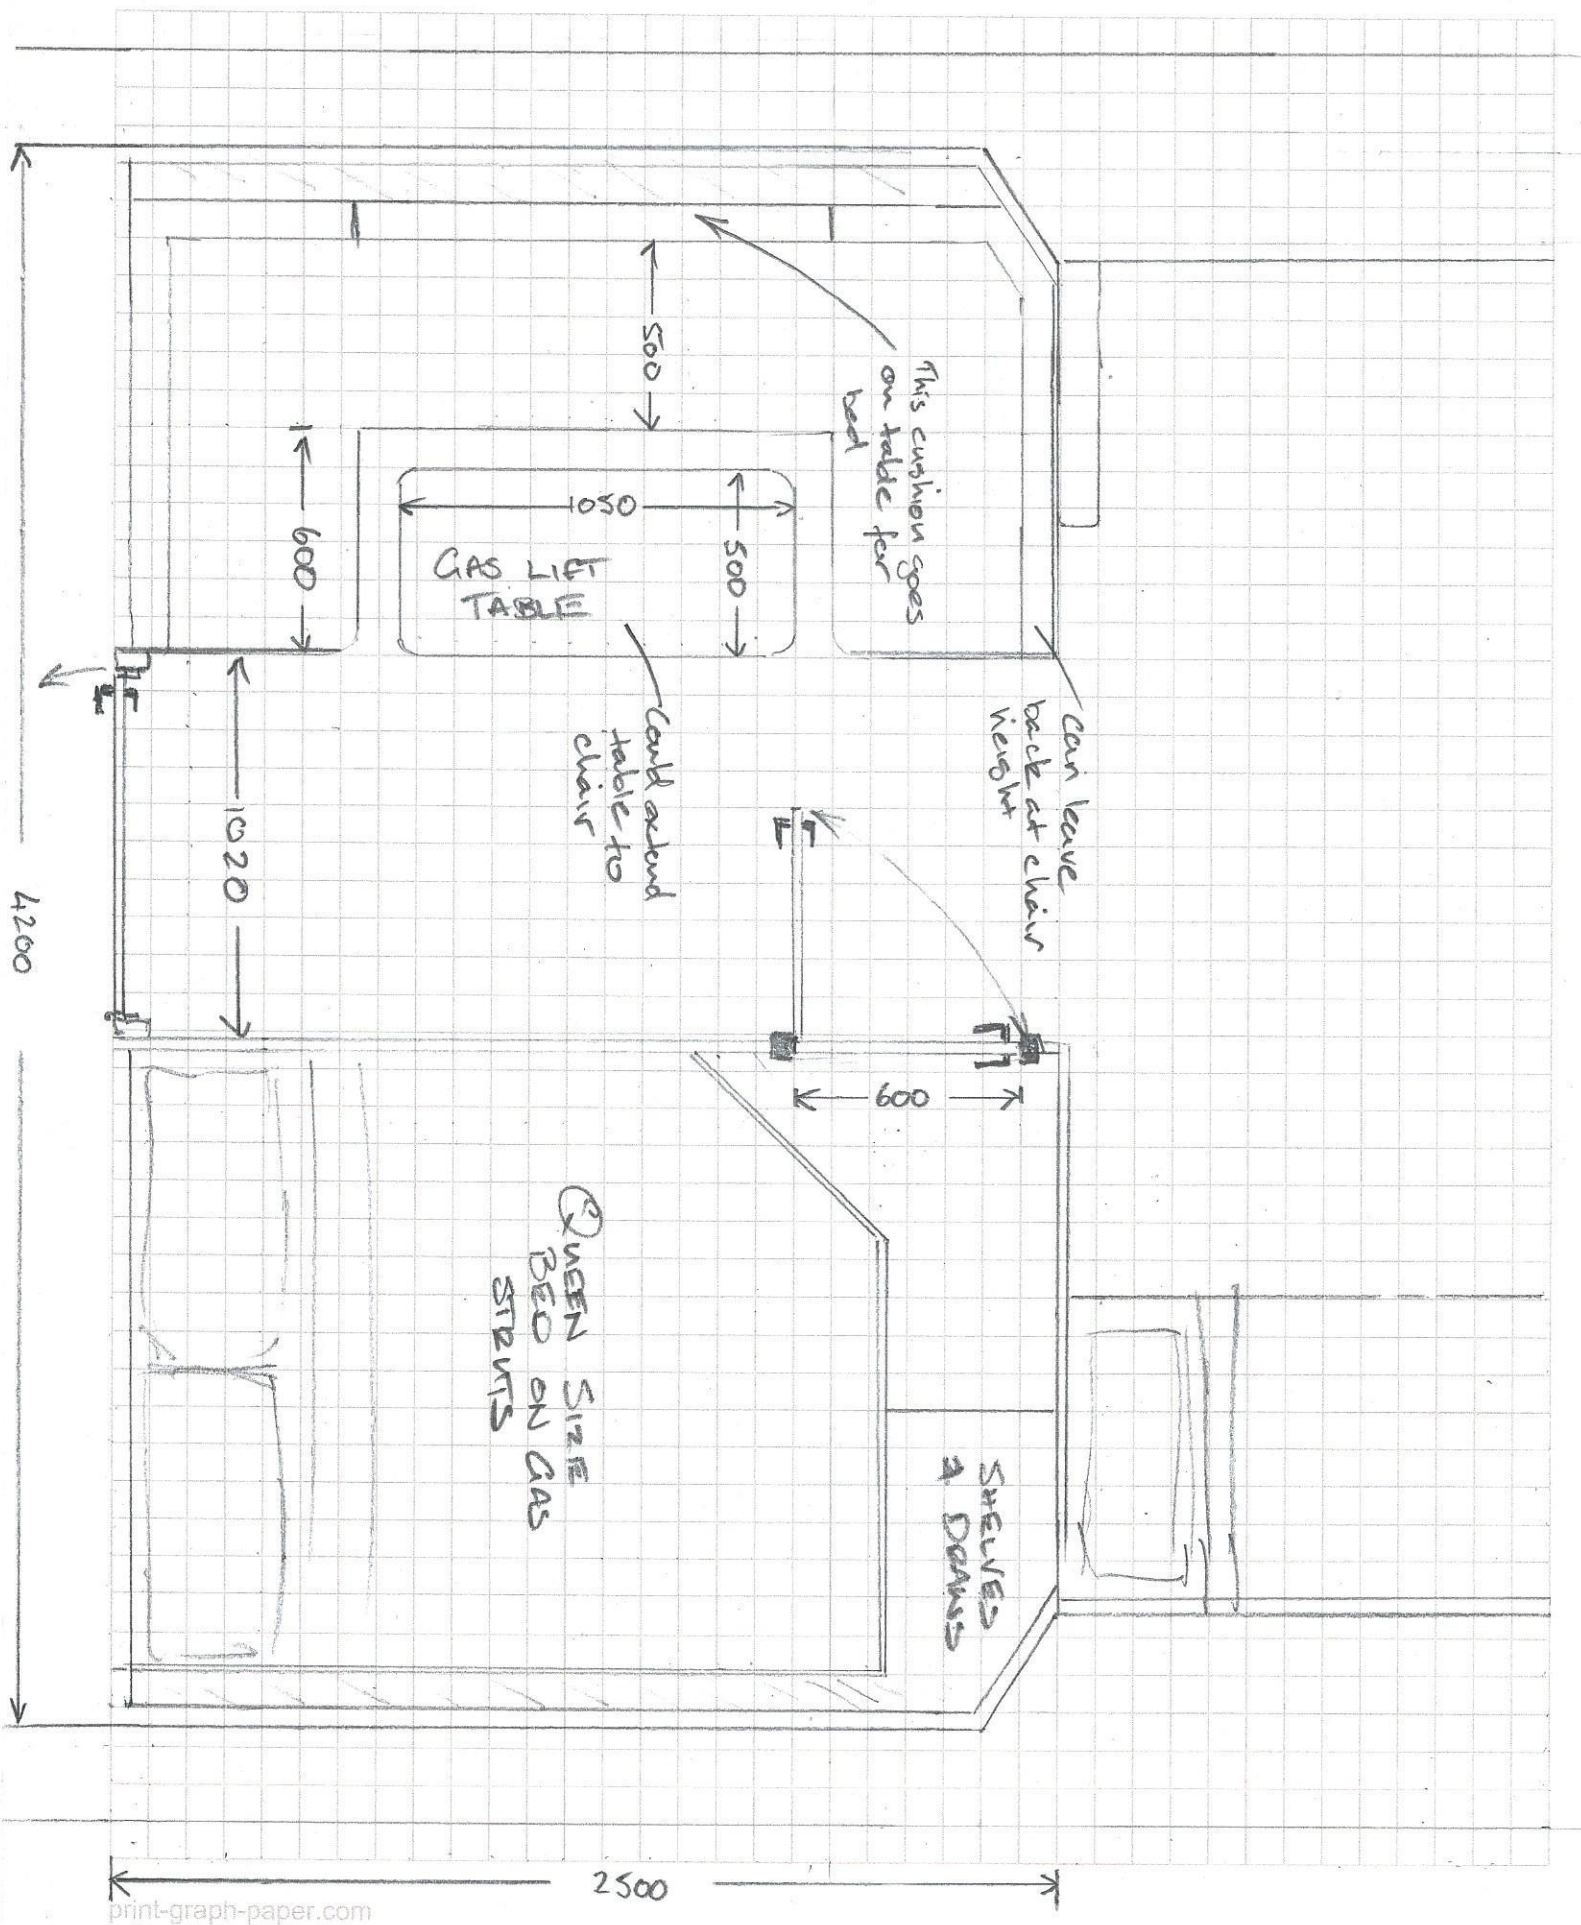 500
600
1050
500
GAS LIFT
TABLE
This cushion goes
on table for
bed
1020
Could extend
table to
chair
can leave
back at chair
height
4200
600
QUEEN SIZE
BED ON GAS
STRUTS
SHELVES
& DRAWS
2500
print-graph-paper.com